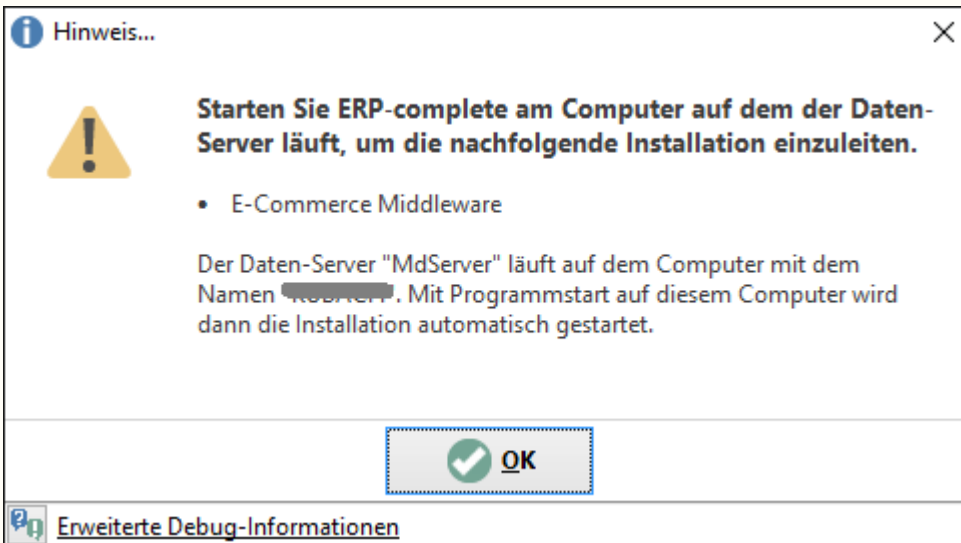 Hinweis...
Starten Sie ERP-complete am Computer auf dem der Daten-
Server läuft, um die nachfolgende Installation einzuleiten.
• E-Commerce Middleware
Der Daten-Server "MdServer" läuft auf dem Computer mit dem
Namen . Mit Programmstart auf diesem Computer wird
dann die Installation automatisch gestartet.
OK
Erweiterte Debug-Informationen